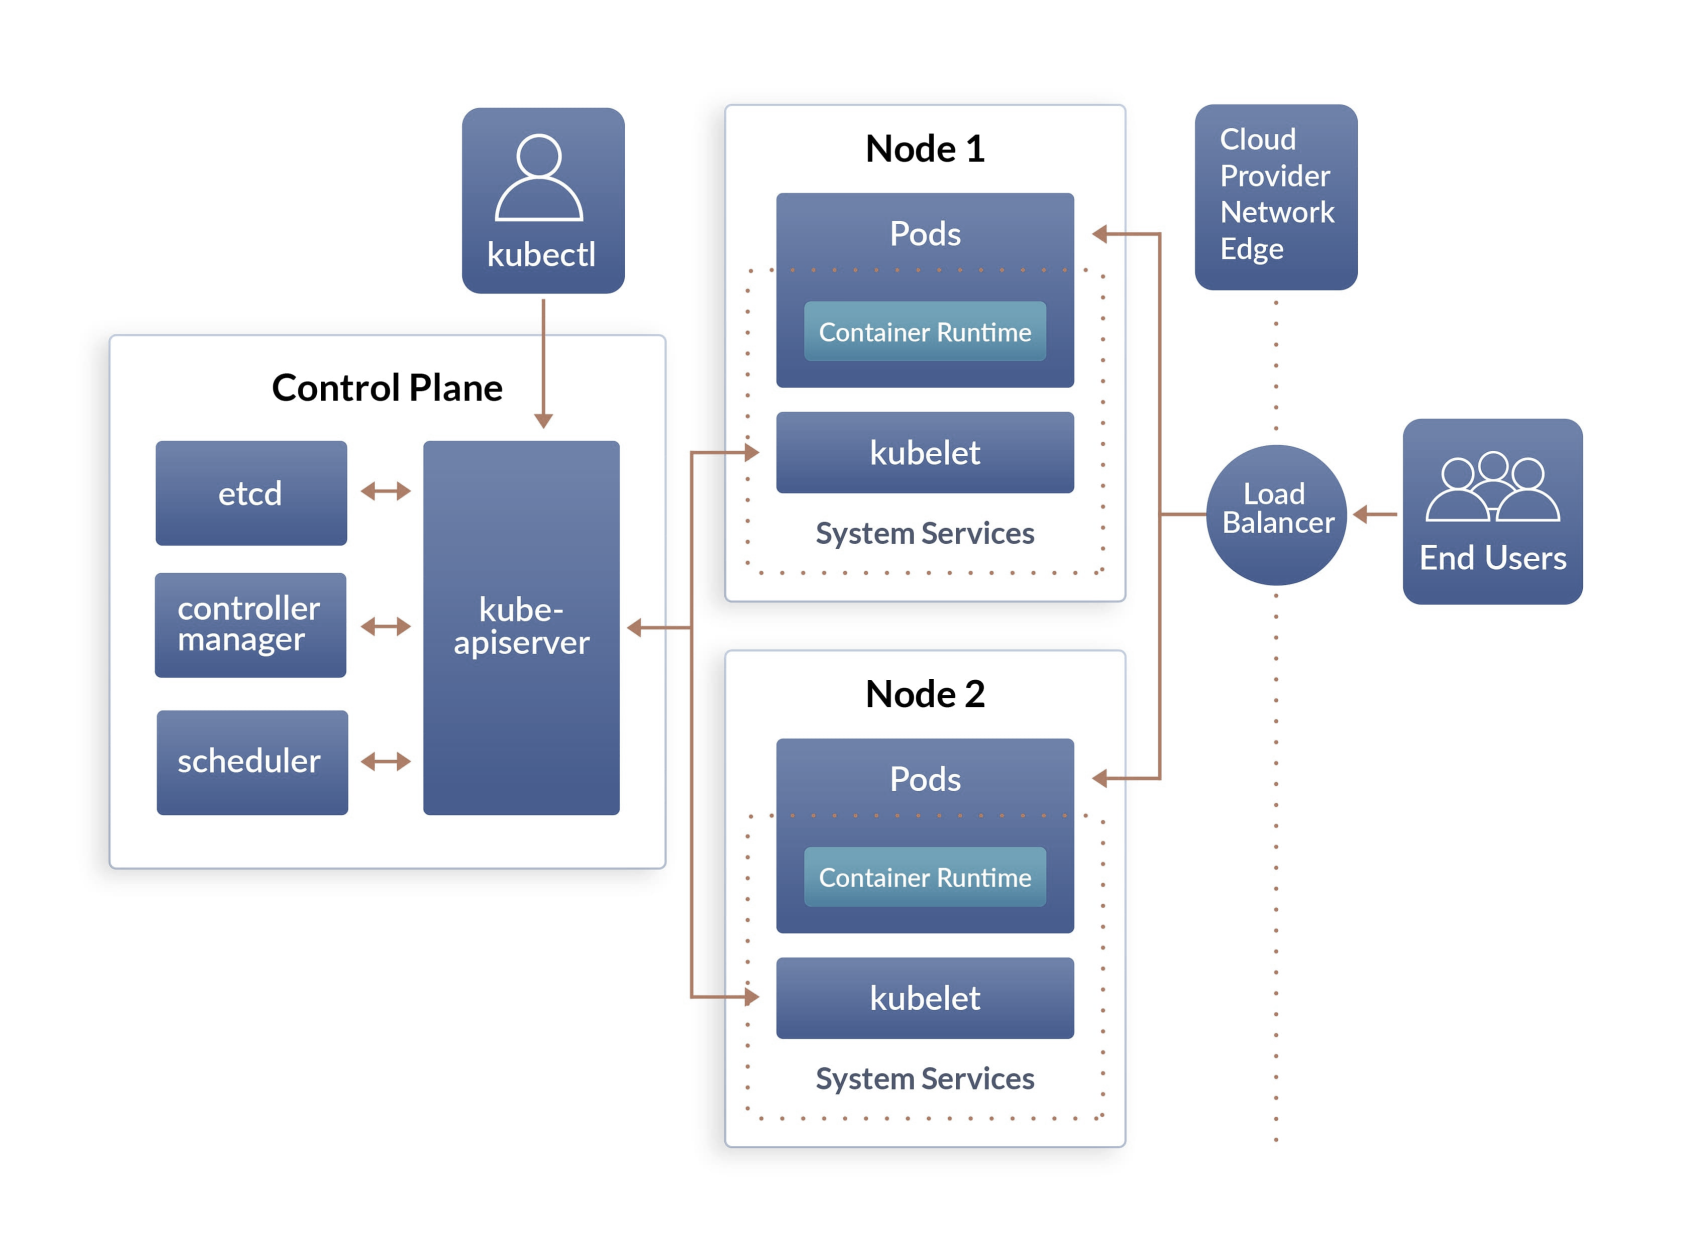 kubectl
Control Plane
etcd
controller
manager
scheduler
kube-
apiserver
Node 1
Pods
Container Runtime
kubelet
System Services
Node 2
Pods
Container Runtime
kubelet
System Services
Cloud
Provider
Network
Edge
Load
Balancer
End Users